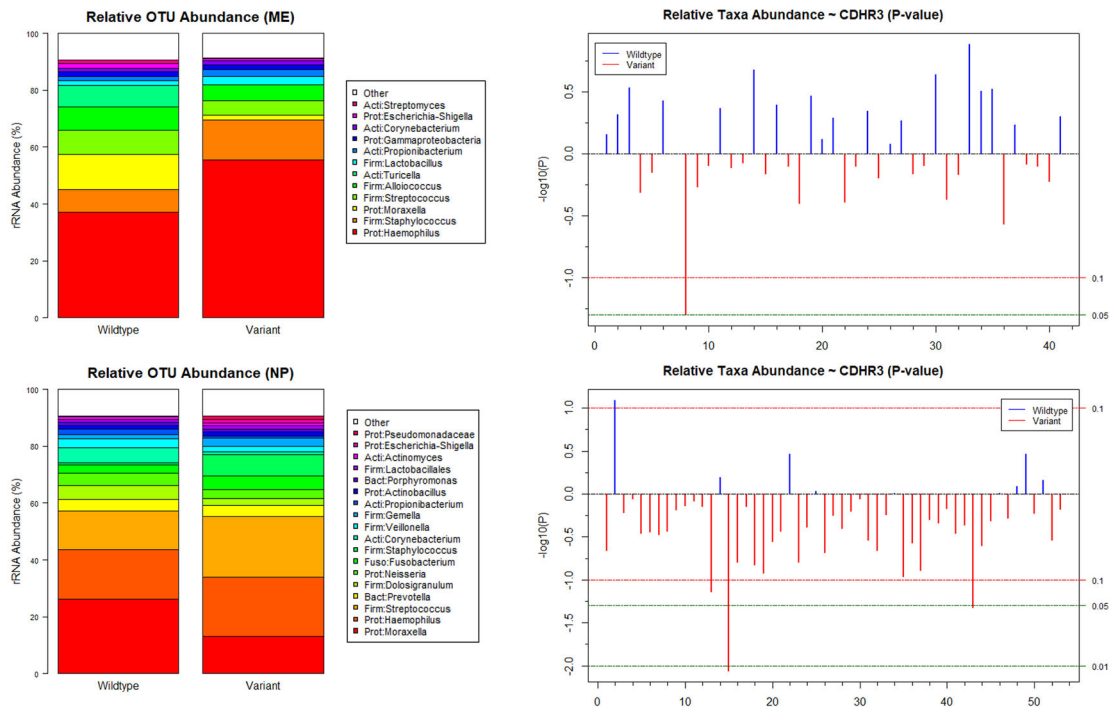 Relative OTU Abundance (ME)
rRNA Abundance (%)
100
80
60
40
20
0
Wildtype
Variant
Other
Acti:Streptomyces
Prot:Escherichia-Shigella
Acti:Corynebacterium
Prot:Gammaproteobacteria
Acti:Propionibacterium
Firm:Lactobacillus
Acti:Turicella
Firm:Alloiococcus
Firm:Streptococcus
Prot:Moraxella
Firm:Staphylococcus
Prot:Haemophilus
Relative Taxa Abundance ~ CDHR3 (P-value)
Wildtype
Variant
-log10(P)
0.5
0.0
-0.5
-1.0
0.1
0.05
0
10
20
30
40
Relative OTU Abundance (NP)
rRNA Abundance (%)
100
80
60
40
20
0
Wildtype
Variant
Other
Prot:Pseudomonadaceae
Prot:Escherichia-Shigella
Acti:Actinomyces
Firm:Lactobacillales
Bact:Porphyromonas
Prot:Actinobacillus
Acti:Propionibacterium
Firm:Gemella
Firm:Veillonella
Acti:Corynebacterium
Firm:Staphylococcus
Fuso:Fusobacterium
Prot:Neisseria
Firm:Dolosigranulum
Bact:Prevotella
Firm:Streptococcus
Prot:Haemophilus
Prot:Moraxella
Relative Taxa Abundance ~ CDHR3 (P-value)
Wildtype
Variant
-log10(P)
1.0
0.5
0.0
-0.5
-1.0
-1.5
-2.0
0.1
0.1
0.05
0.01
0
10
20
30
40
50